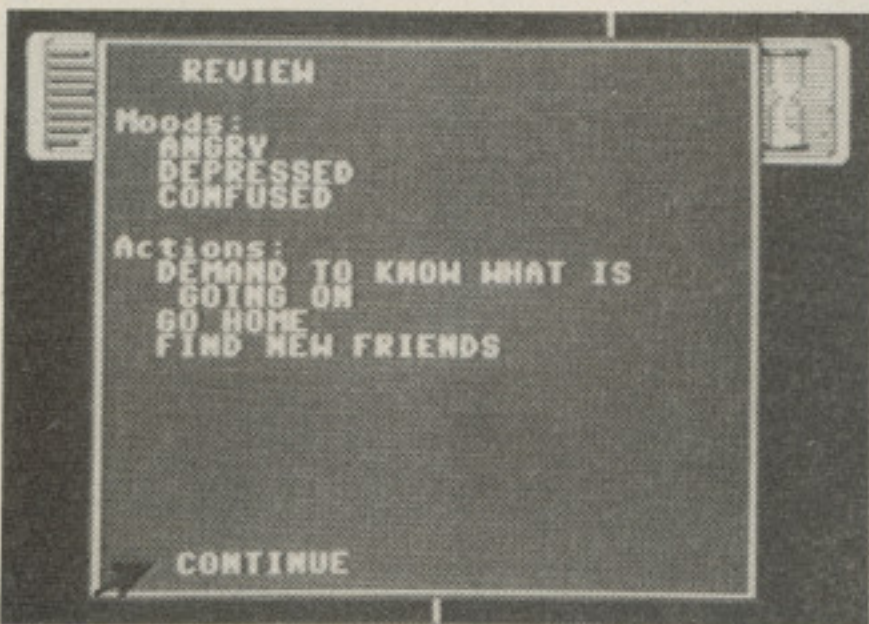 REVIEW
Moods:
ANGRY
DEPRESSED
CONFUSED
Actions:
DEMAND TO KNOW WHAT IS
GOING ON
GO HOME
FIND NEW FRIENDS
CONTINUE